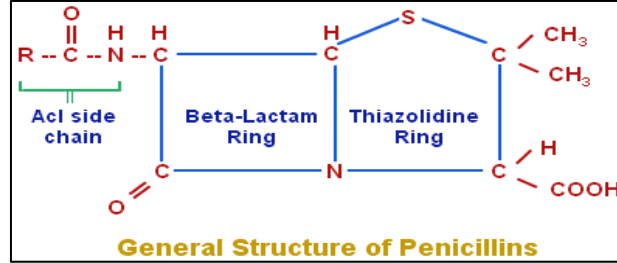 O
H H H S CH3
R -- C -- N -- C C C CH3
Acl side chain
Beta-Lactam Ring
Thiazolidine Ring
H
C N C COOH
O
General Structure of Penicillins